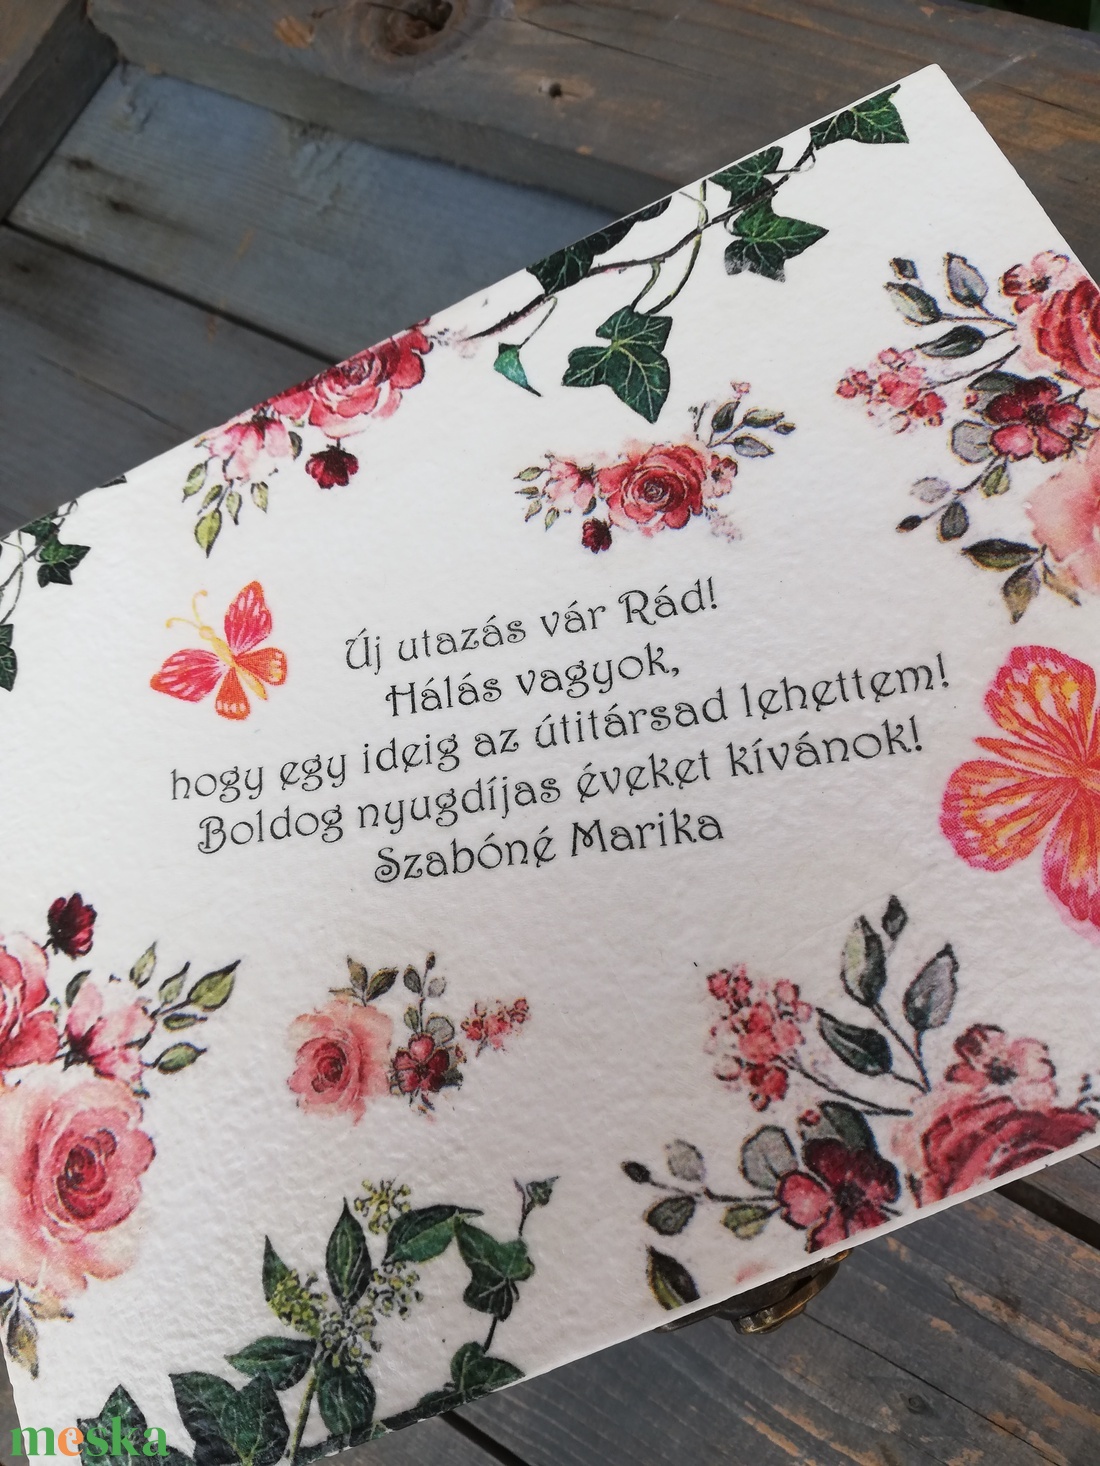 Új utazás vár Rád!
Hálás vagyok,
hogy egy ideig az útitársad lehettem!
Boldog nyugdíjas éveket kívánok!
Szabóné Marika
meska